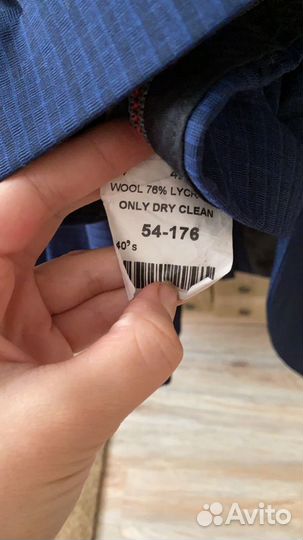 WOOL 76% LYCR
ONLY DRY CLEAN
54-176
40's
Avito